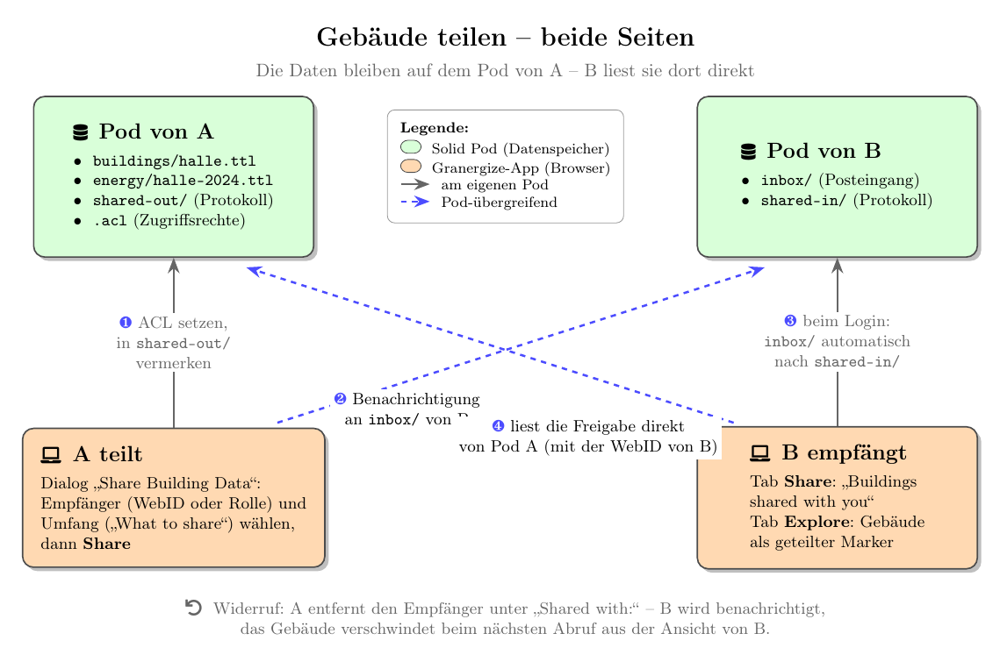 Gebäude teilen – beide Seiten
Die Daten bleiben auf dem Pod von A – B liest sie dort direkt
Pod von A
• buildings/halle.ttl
• energy/halle-2024.ttl
• shared-out/ (Protokoll)
• .acl (Zugriffsrechte)
Legende:
Solid Pod (Datenspeicher)
Granergize-App (Browser)
am eigenen Pod
Pod-übergreifend
Pod von B
• inbox/ (Posteingang)
• shared-in/ (Protokoll)
❶ ACL setzen,
in shared-out/
vermerken
❸ beim Login:
inbox/ automatisch
nach shared-in/
❷ Benachrichtigung
an inbox/ von
❹ liest die Freigabe direkt
von Pod A (mit der WebID von B)
A teilt
Dialog „Share Building Data“:
Empfänger (WebID oder Rolle) und
Umfang („What to share“) wählen,
dann Share
B empfängt
Tab Share: „Buildings
shared with you“
Tab Explore: Gebäude
als geteilter Marker
Widerruf: A entfernt den Empfänger unter „Shared with:“ – B wird benachrichtigt,
das Gebäude verschwindet beim nächsten Abruf aus der Ansicht von B.